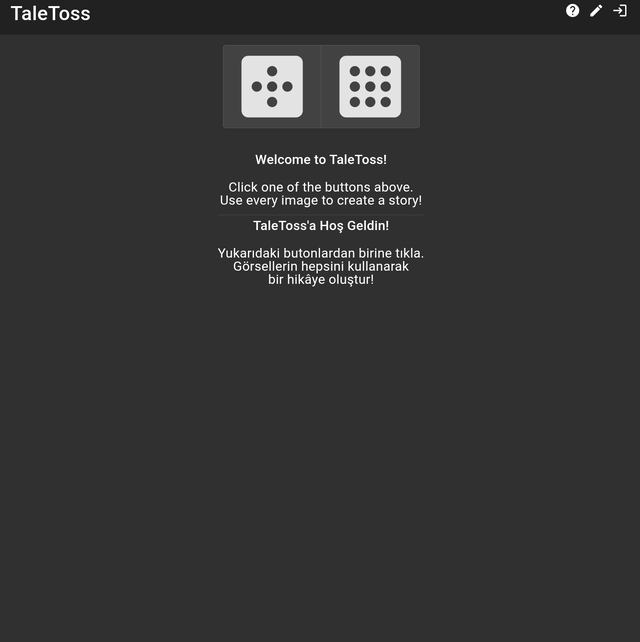 TaleToss
Welcome to TaleToss!
Click one of the buttons above.
Use every image to create a story!
TaleToss'a Hoş Geldin!
Yukarıdaki butonlardan birine tıkla.
Görsellerin hepsini kullanarak
bir hikâye oluştur!